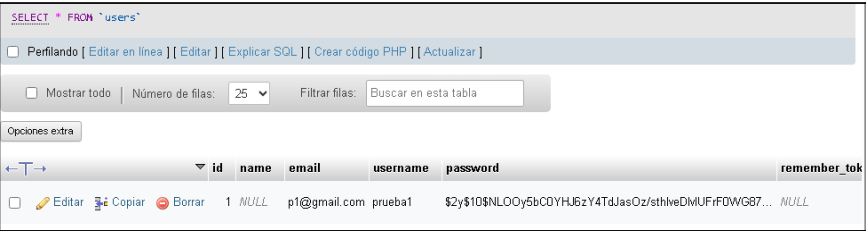 SELECT * FROM `users`
Perfilando [ Editar en línea ] [ Editar ] [ Explicar SQL ] [ Crear código PHP ] [ Actualizar ]
Mostrar todo | Número de filas: 25 Filtrar filas: Buscar en esta tabla
Opciones extra
←T→ id name email username password remember_tok
Editar Copiar Borrar 1 NULL p1@gmail.com prueba1 $2y$10$NLOOy5bC0YHJ6zY4TdJasOz/sthlveDlMUFrF0WG87... NULL